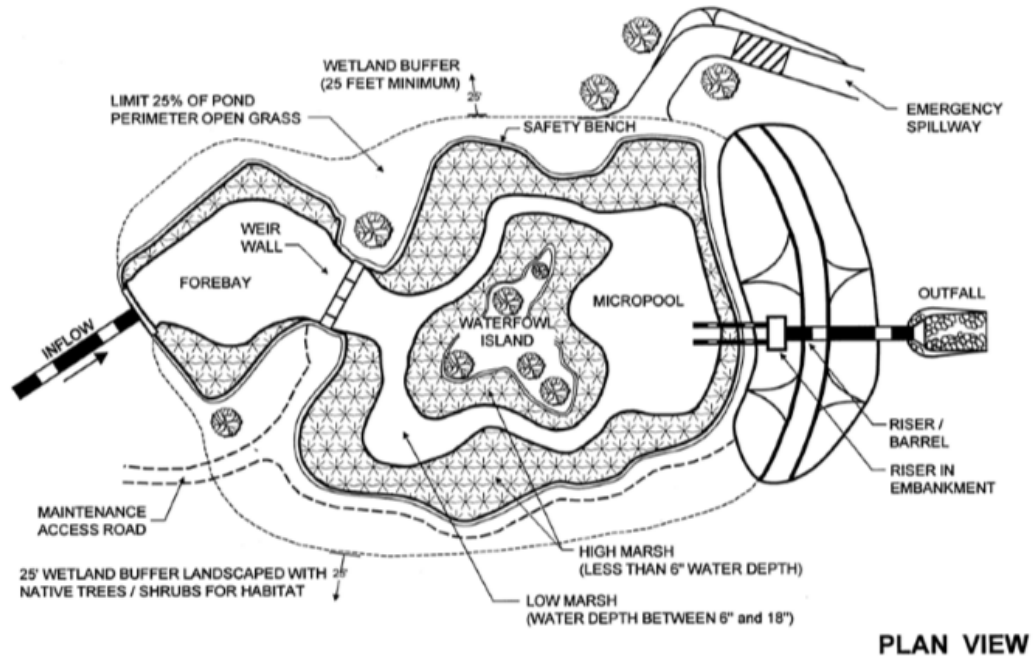 WETLAND BUFFER
(25 FEET MINIMUM)
25'
LIMIT 25% OF POND
PERIMETER OPEN GRASS
SAFETY BENCH
EMERGENCY
SPILLWAY
WEIR
WALL
FOREBAY
MICROPOOL
OUTFALL
WATERFOWL
ISLAND
INFLOW
RISER /
BARREL
RISER IN
EMBANKMENT
MAINTENANCE
ACCESS ROAD
HIGH MARSH
(LESS THAN 6" WATER DEPTH)
25' WETLAND BUFFER LANDSCAPED WITH
NATIVE TREES / SHRUBS FOR HABITAT
25'
LOW MARSH
(WATER DEPTH BETWEEN 6" and 18")
PLAN VIEW